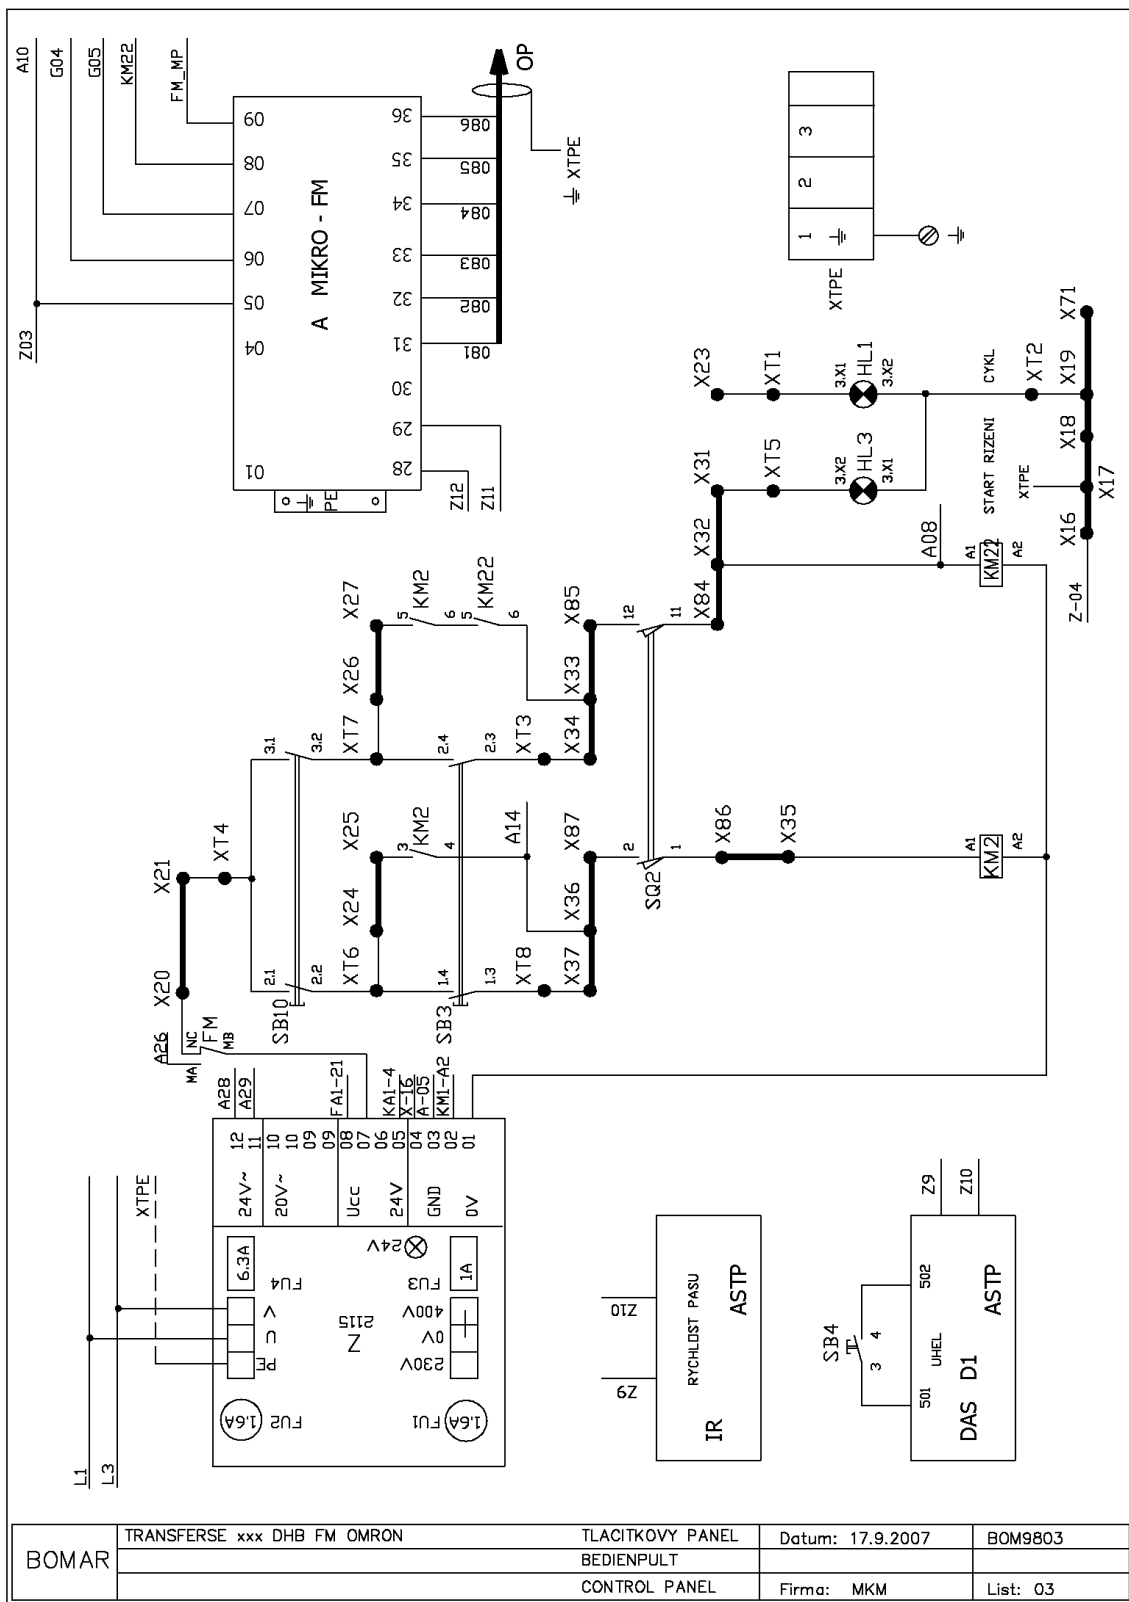 A10
G04
G05
KM22
FM_MP
Z03
09
08
07
06
05
04
01
A MIKRO - FM
36
35
34
33
32
31
30
29
28
PE
086
085
084
083
082
081
OP
XTPE
Z12
Z11
3
2
1
XTPE
X23
XT1
3.X1
HL1
3.X2
CYKL
XT2
X19
X71
X31
XT5
3.X2
HL3
3.X1
START RIZENI
XTPE
X18
X17
X16
Z-04
X32
X84
A08
A1
KM22
A2
X27
X26
XT7
5
KM2
6
5
KM22
6
X85
X33
X34
12
11
3.1
3.2
2.4
2.3
XT3
X21
XT4
X20
X25
X24
XT6
3
KM2
4
A14
X87
X36
X37
2
1
SQ2
X86
X35
A1
KM2
A2
2.1
2.2
SB10
1.4
1.3
SB3
XT8
A26
NC
FM
MA
MB
A28
A29
FA1-21
KA1-4
X-16
A-05
KM1-A2
12
11
10
10
09
09
08
07
06
05
04
03
02
01
24V~
20V~
Ucc
24V
GND
0V
XTPE
6.3A
FU4
24V
FU3
1A
V
U
PE
Z
2115
400V
0V
230V
1.6A
FU2
FU1
1.6A
L1
L3
Z10
Z9
RYCHLOST PASU
IR
ASTP
Z9
Z10
SB4
3
4
501
502
UHEL
DAS D1
ASTP
BOMAR
TRANSFERSE xxx DHB FM OMRON
TLACITKOVY PANEL
Datum: 17.9.2007
BOM9803
BEDIENPULT
CONTROL PANEL
Firma: MKM
List: 03